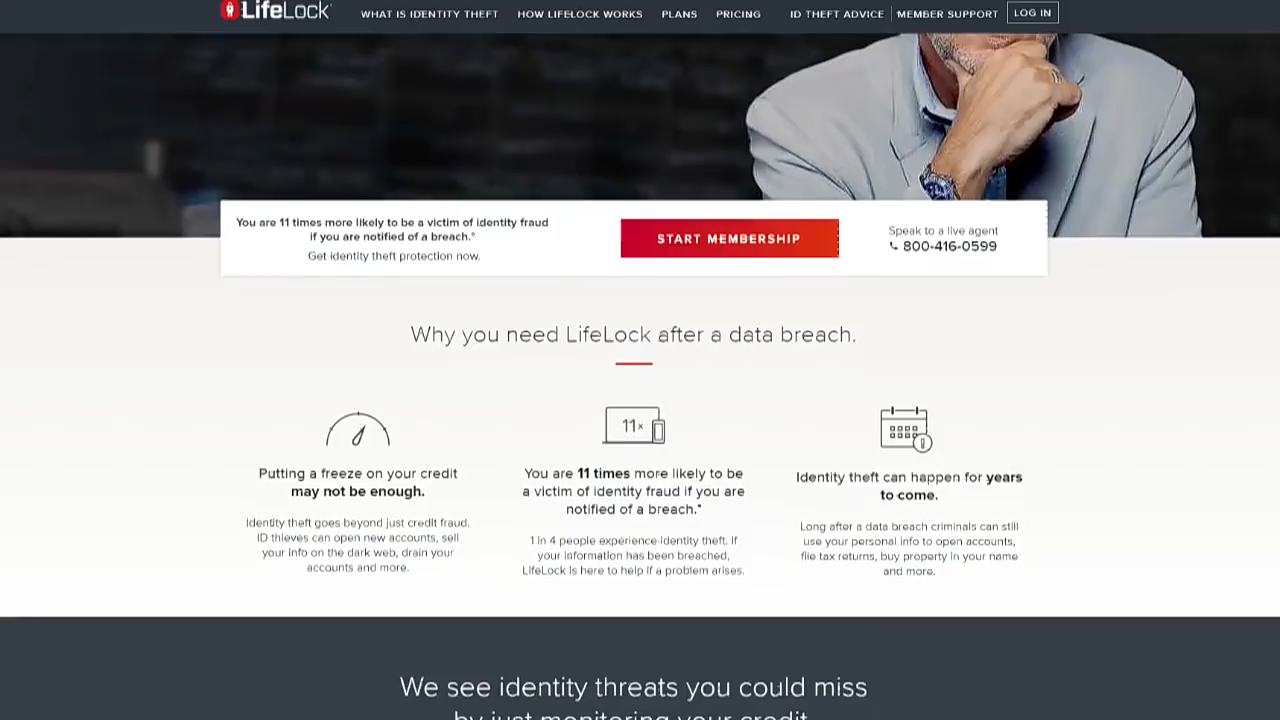 LifeLock
WHAT IS IDENTITY THEFT
HOW LIFELOCK WORKS
PLANS
PRICING
ID THEFT ADVICE
MEMBER SUPPORT
LOG IN
You are 11 times more likely to be a victim of identity fraud
if you are notified of a breach.*
Get identity theft protection now.
START MEMBERSHIP
Speak to a live agent
800-416-0599
Why you need LifeLock after a data breach.
Putting a freeze on your credit
may not be enough.
Identity theft goes beyond just credit fraud.
ID thieves can open new accounts, sell
your info on the dark web, drain your
accounts and more.
11x
You are 11 times more likely to be
a victim of identity fraud if you are
notified of a breach.*
1 in 4 people experience identity theft. If
your information has been breached,
LifeLock is here to help if a problem arises.
Identity theft can happen for years
to come.
Long after a data breach criminals can still
use your personal info to open accounts,
file tax returns, buy property in your name
and more.
We see identity threats you could miss
by just monitoring your credit.